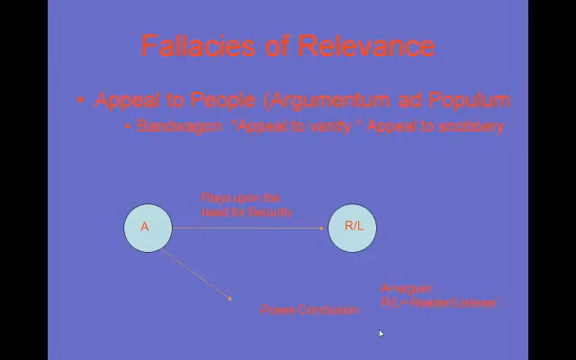 Fallacies of Relevance
• Appeal to People (Argumentum ad Populum
• Bandwagon *Appeal to vanity * Appeal to snobbery
Plays upon the
need for Security
A
R/L
Poses Conclusion
A=arguer
R/L = Reader/Listener